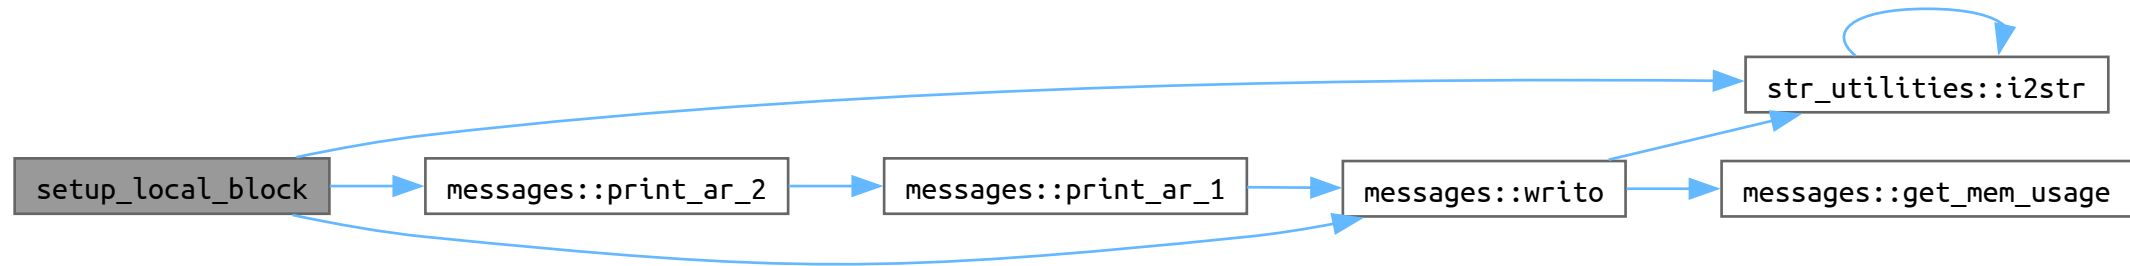 setup_local_block
messages::print_ar_2
messages::print_ar_1
messages::writo
str_utilities::i2str
messages::get_mem_usage